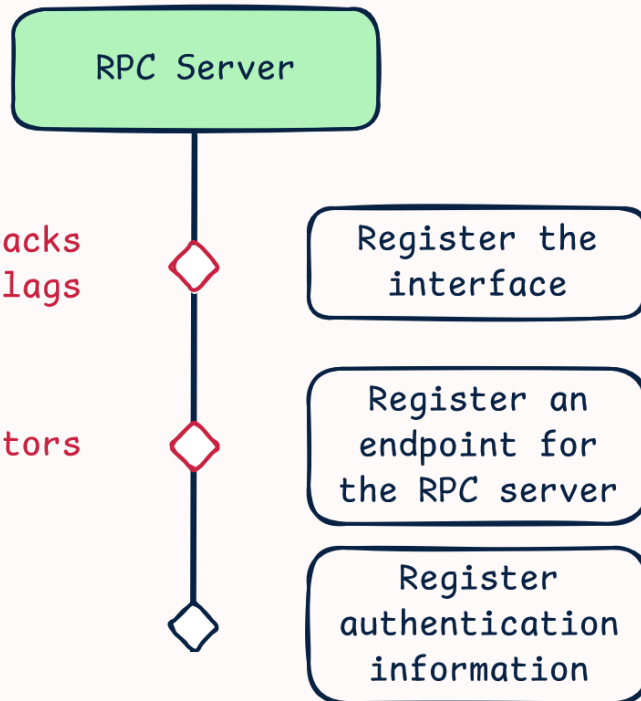 RPC Server
acks
lags
Register the
interface
tors
Register an
endpoint for
the RPC server
Register
authentication
information